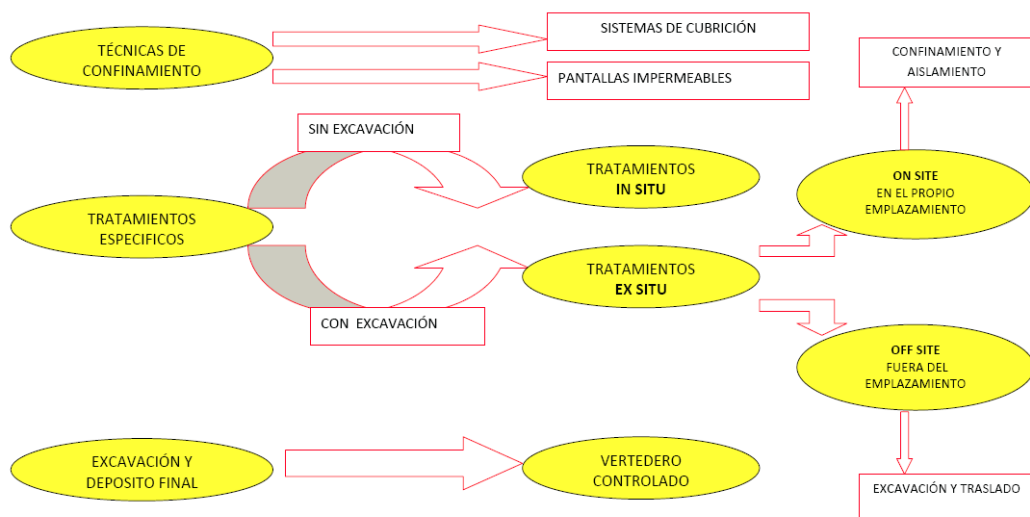 TÉCNICAS DE
CONFINAMIENTO
SISTEMAS DE CUBRICIÓN
PANTALLAS IMPERMEABLES
CONFINAMIENTO Y
AISLAMIENTO
SIN EXCAVACIÓN
TRATAMIENTOS
ESPECIFICOS
TRATAMIENTOS
IN SITU
ON SITE
EN EL PROPIO
EMPLAZAMIENTO
TRATAMIENTOS
EX SITU
CON EXCAVACIÓN
OFF SITE
FUERA DEL
EMPLAZAMIENTO
EXCAVACIÓN Y
DEPOSITO FINAL
VERTEDERO
CONTROLADO
EXCAVACIÓN Y TRASLADO